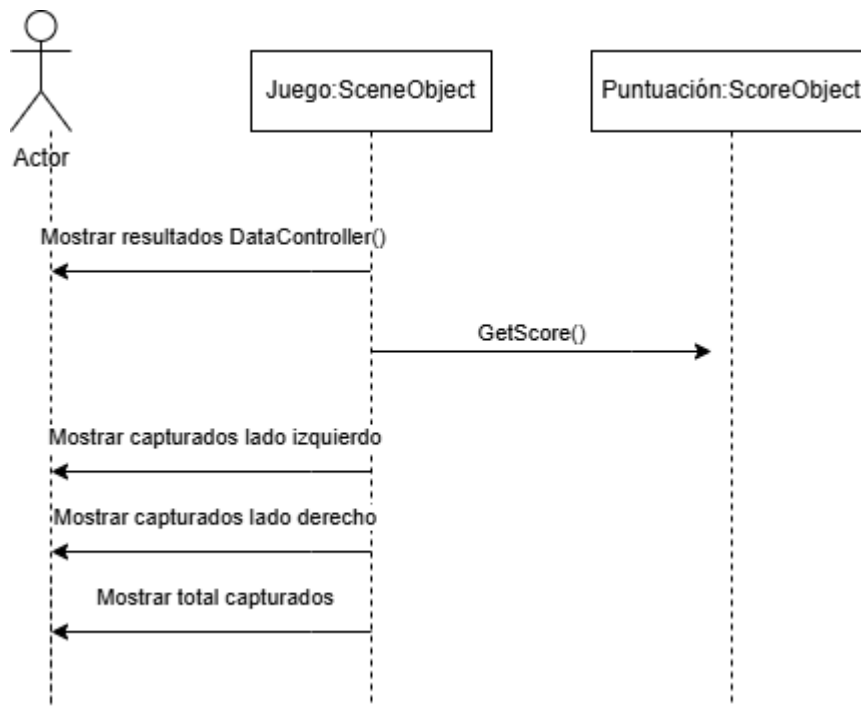 Juego:SceneObject
Puntuación:ScoreObject
Actor
Mostrar resultados DataController()
GetScore()
Mostrar capturados lado izquierdo
Mostrar capturados lado derecho
Mostrar total capturados